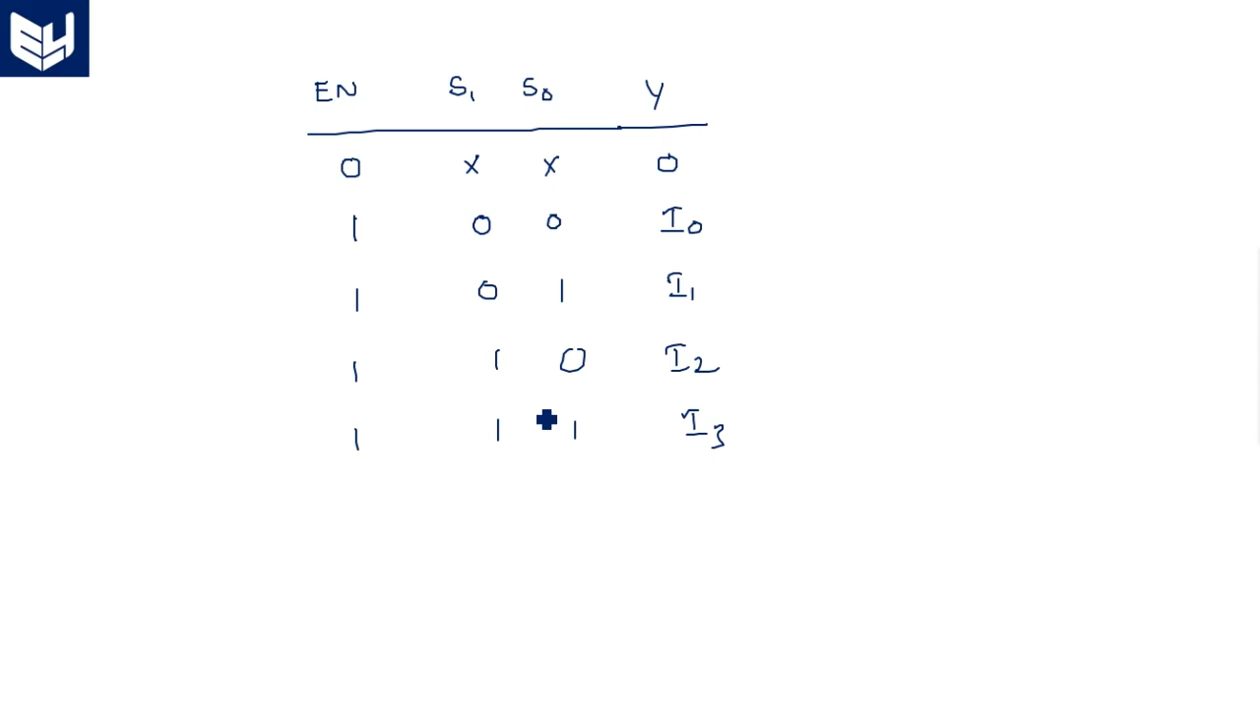 EN S₁ S₀ Y
0 X X 0
1 0 0 I₀
1 0 1 I₁
1 1 0 I₂
1 1 1 I₃